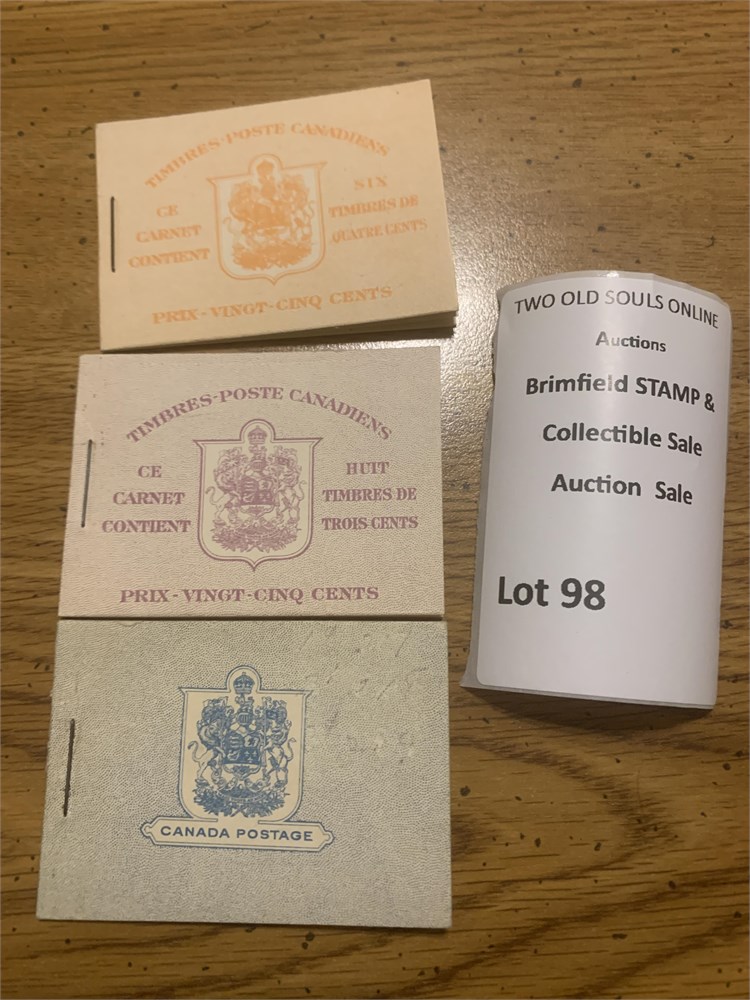 TIMBRES-POSTE CANADIENS
CE
CARNET
CONTIENT
SIX
TIMBRES DE
QUATRE CENTS
PRIX - VINGT - CINQ CENTS
TIMBRES-POSTE CANADIENS
CE
CARNET
CONTIENT
HUIT
TIMBRES DE
TROIS CENTS
PRIX - VINGT - CINQ CENTS
CANADA POSTAGE
TWO OLD SOULS ONLINE
Auctions
Brimfield STAMP &
Collectible Sale
Auction Sale
Lot 98